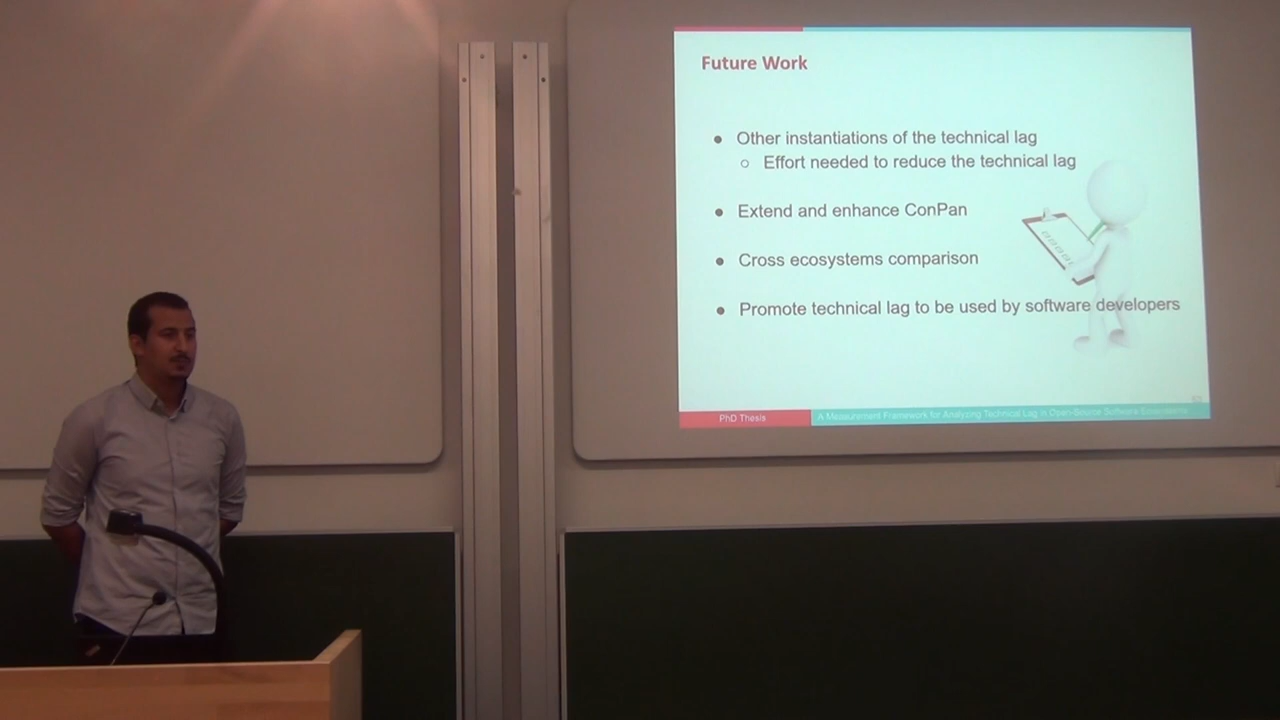 Future Work
● Other instantiations of the technical lag
○ Effort needed to reduce the technical lag
● Extend and enhance ConPan
● Cross ecosystems comparison
● Promote technical lag to be used by software developers
PhD Thesis
A Measurement Framework for Analyzing Technical Lag in Open-Source Software Ecosystems